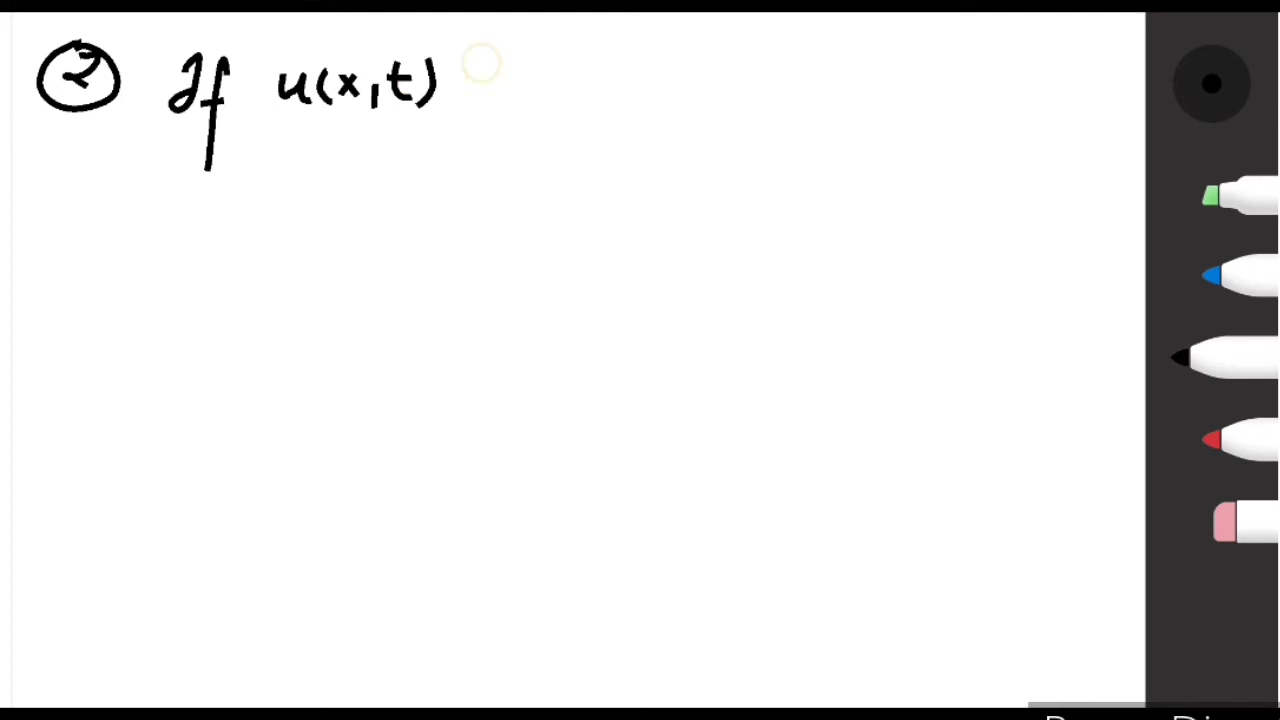 ② If u(x,t)